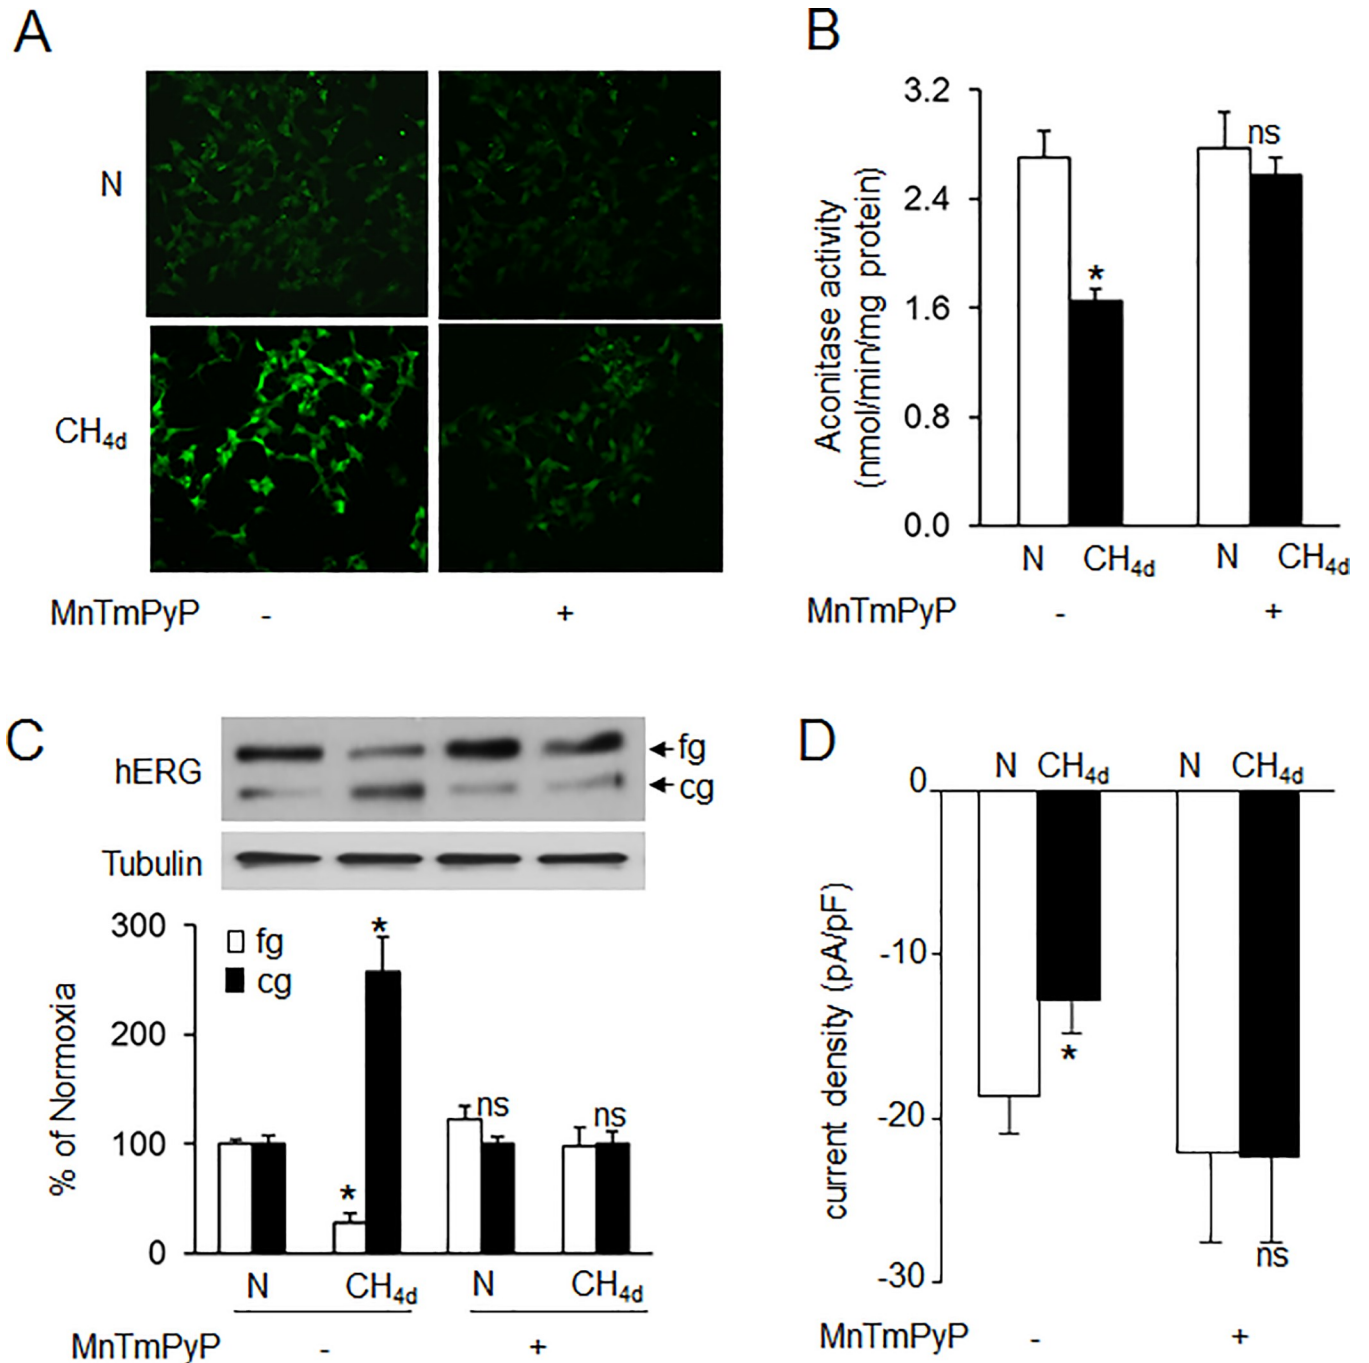 A
N
CH4d
MnTmPyP - +
B
Aconitase activity
(nmol/min/mg protein)
3.2
2.4
1.6
0.8
0.0
*
ns
N CH4d N CH4d
MnTmPyP - +
C
hERG
fg
cg
Tubulin
% of Normoxia
300
200
100
0
fg
cg
*
*
ns
ns
N CH4d N CH4d
MnTmPyP - +
D
N CH4d N CH4d
current density (pA/pF)
0
-10
-20
-30
*
ns
MnTmPyP - +